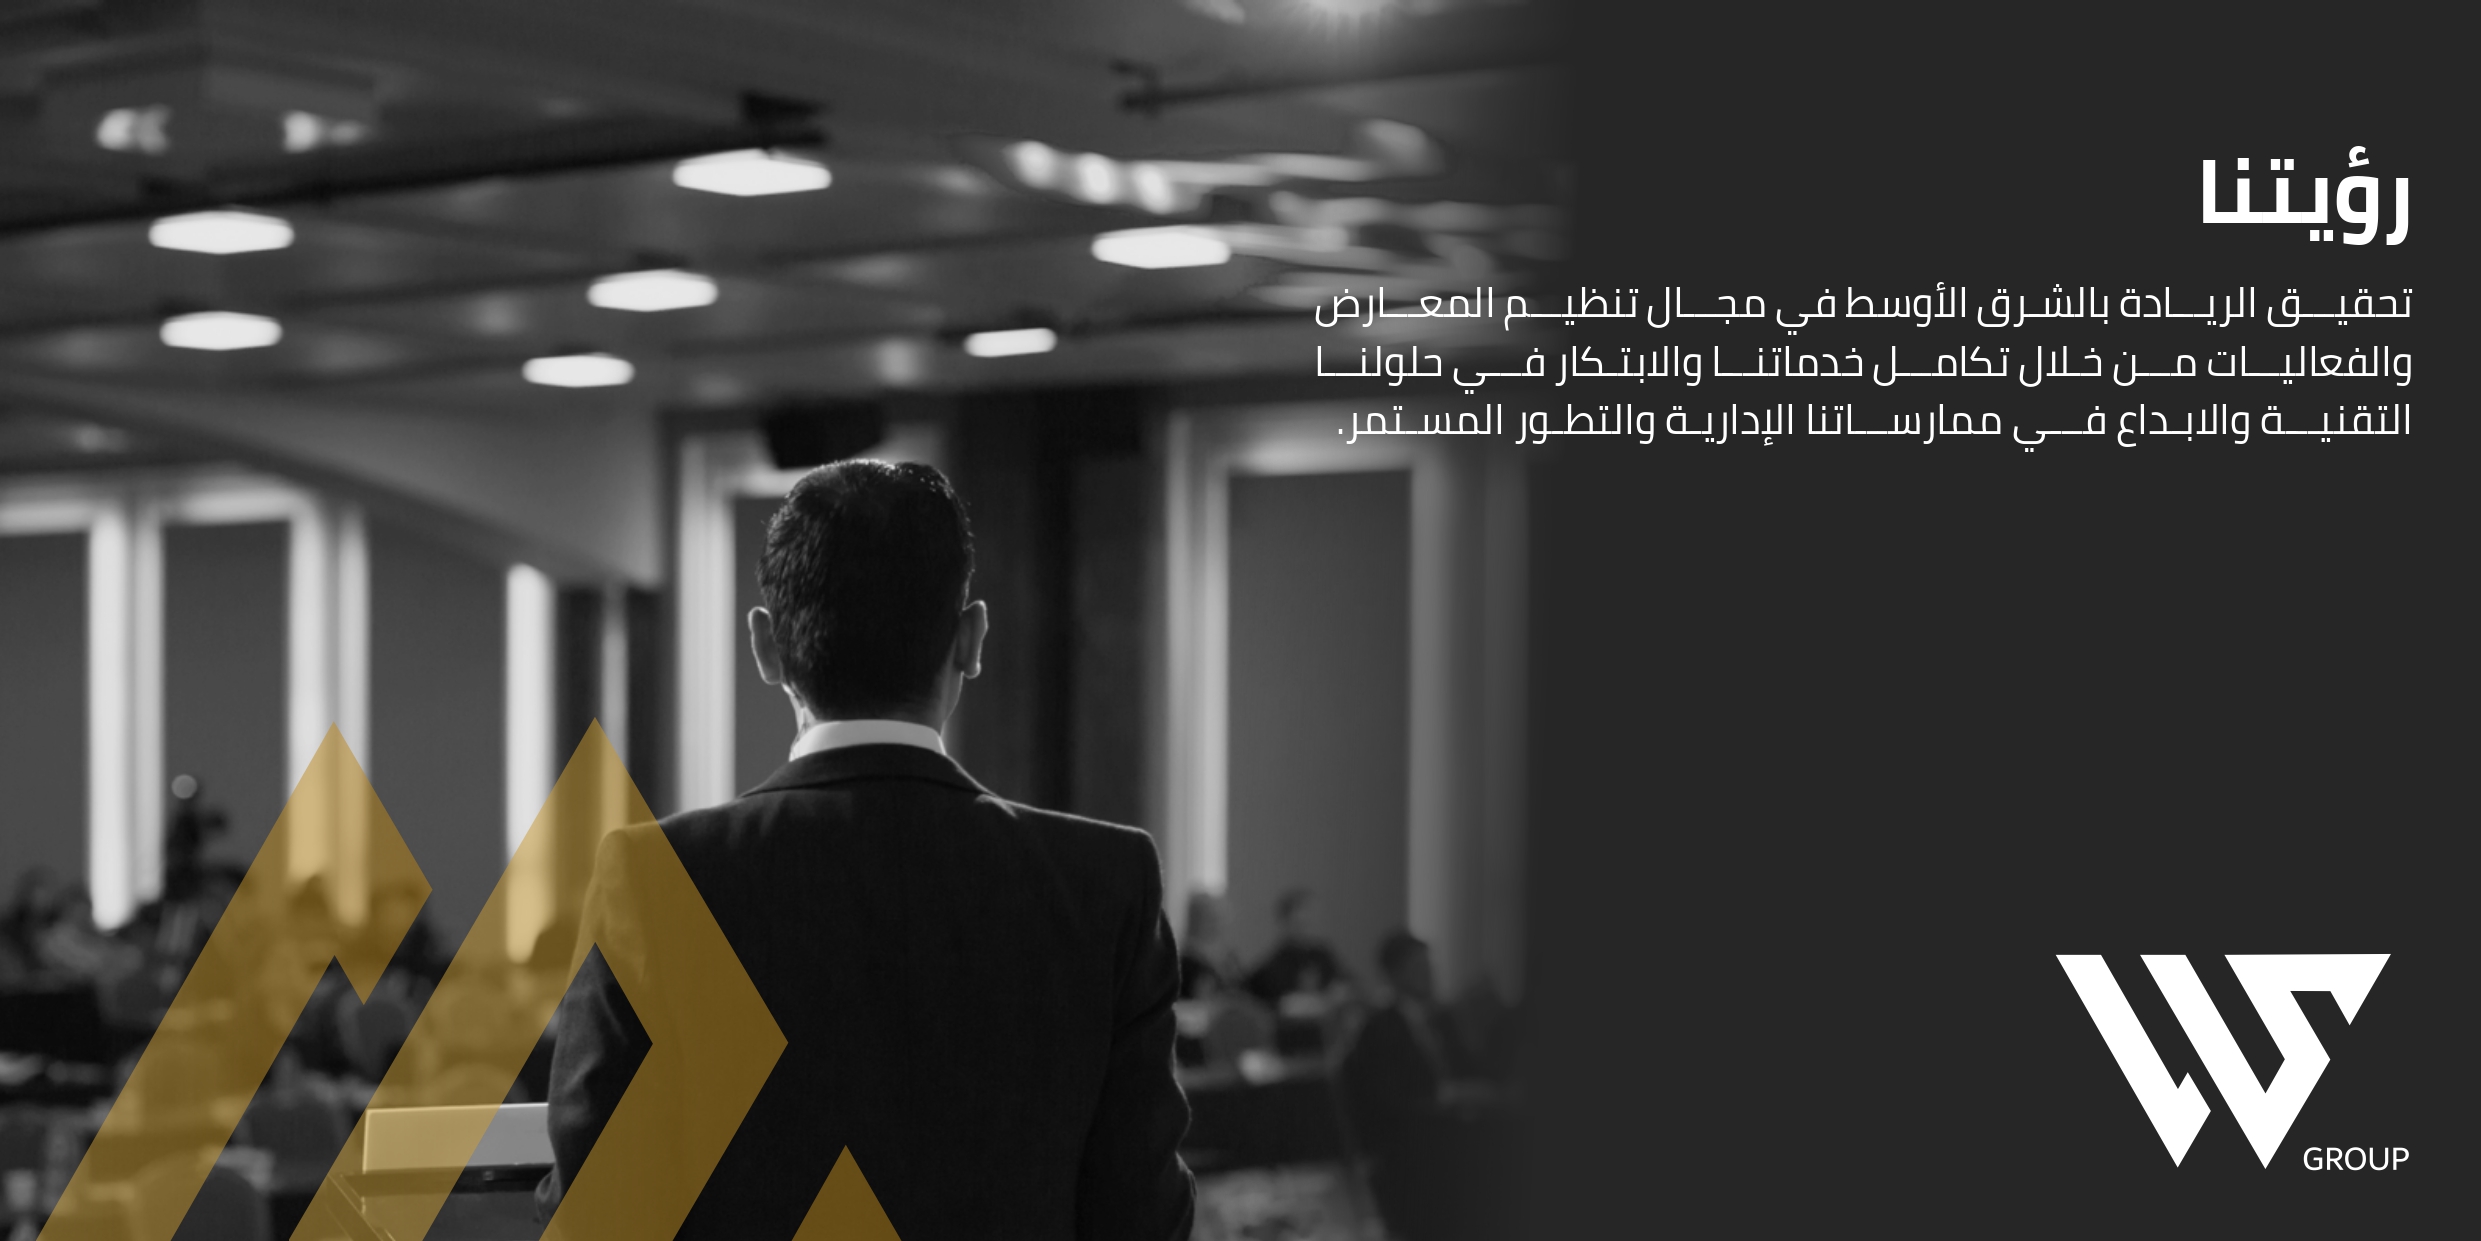 رؤيتنا
تحقيـــق الريـــادة بالشـرق الأوسط في مجـــال تنظيـــم المعـــارض
والفعاليـــات مـــن خـلال تكامـــل خدماتنـــا والابتـكار فـــي حلولنـــا
التقنيـــة والابـداع فـــي ممارســـاتنا الإداريـة والتطـور المسـتمر.
GROUP